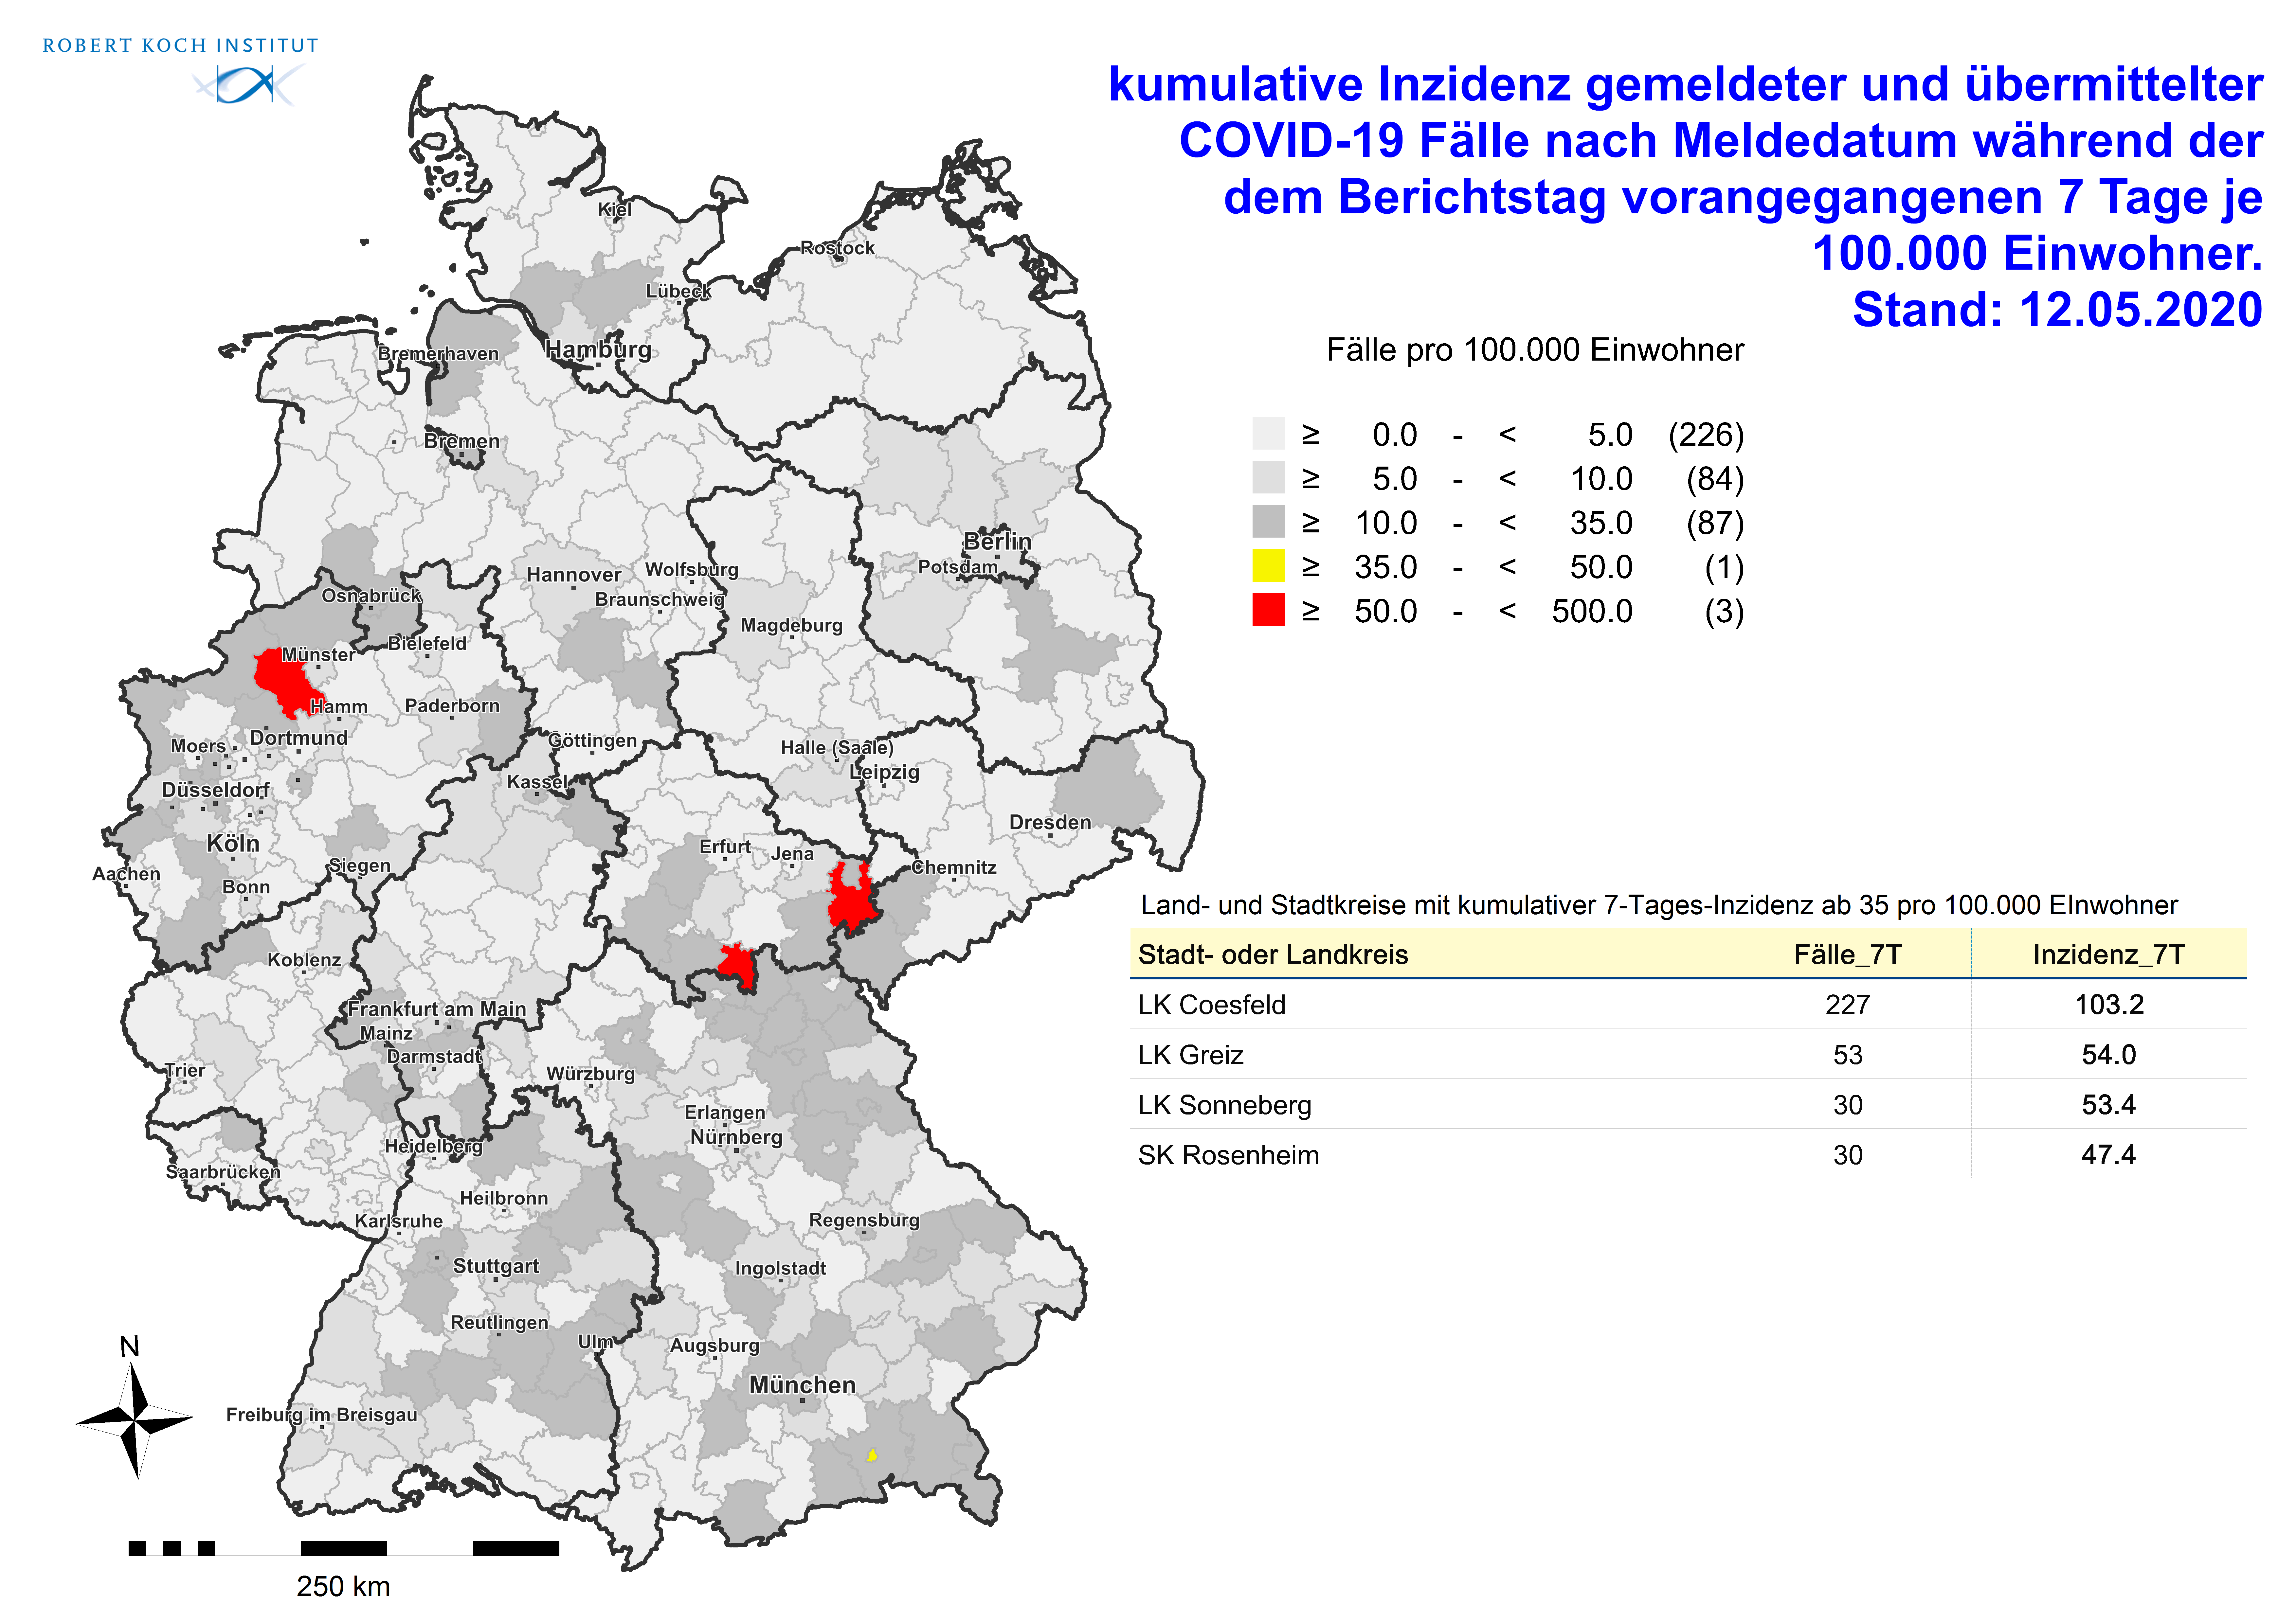 ROBERT KOCH INSTITUT
kumulative Inzidenz gemeldeter und übermittelter
COVID-19 Fälle nach Meldedatum während der
dem Berichtstag vorangegangenen 7 Tage je
100.000 Einwohner.
Stand: 12.05.2020
Fälle pro 100.000 Einwohner
≥ 0.0 - < 5.0 (226)
≥ 5.0 - < 10.0 (84)
≥ 10.0 - < 35.0 (87)
≥ 35.0 - < 50.0 (1)
≥ 50.0 - < 500.0 (3)
Kiel
Rostock
Lübeck
Hamburg
Bremerhaven
Bremen
Berlin
Potsdam
Hannover
Wolfsburg
Braunschweig
Osnabrück
Magdeburg
Bielefeld
Münster
Hamm
Paderborn
Dortmund
Moers
Göttingen
Halle (Saale)
Leipzig
Kassel
Düsseldorf
Dresden
Köln
Erfurt
Jena
Siegen
Chemnitz
Aachen
Bonn
Koblenz
Frankfurt am Main
Mainz
Darmstadt
Trier
Würzburg
Erlangen
Nürnberg
Heidelberg
Saarbrücken
Heilbronn
Karlsruhe
Regensburg
Stuttgart
Ingolstadt
Reutlingen
Ulm
Augsburg
München
Freiburg im Breisgau
Land- und Stadtkreise mit kumulativer 7-Tages-Inzidenz ab 35 pro 100.000 EInwohner
Stadt- oder Landkreis Fälle_7T Inzidenz_7T
LK Coesfeld 227 103.2
LK Greiz 53 54.0
LK Sonneberg 30 53.4
SK Rosenheim 30 47.4
N
250 km